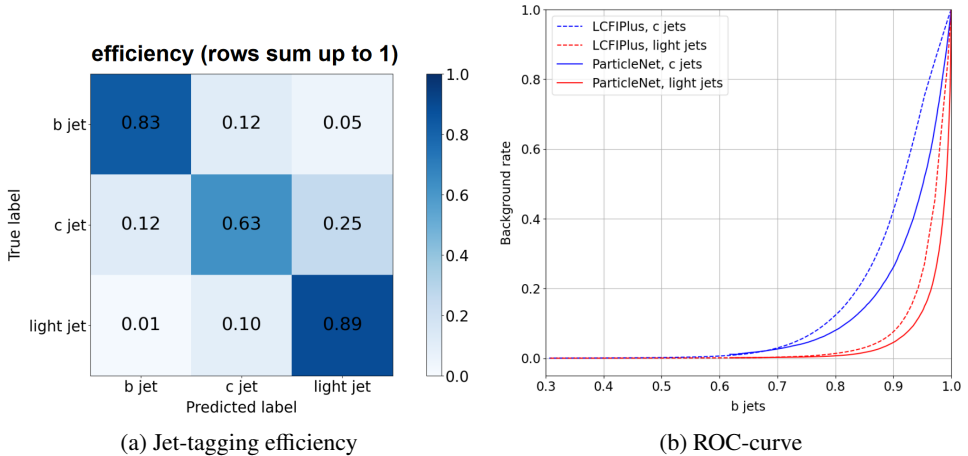 efficiency (rows sum up to 1)
True label
b jet
c jet
light jet
0.83 0.12 0.05
0.12 0.63 0.25
0.01 0.10 0.89
b jet c jet light jet
Predicted label
1.0
0.8
0.6
0.4
0.2
0.0
(a) Jet-tagging efficiency
LCFIPlus, c jets
LCFIPlus, light jets
ParticleNet, c jets
ParticleNet, light jets
Background rate
1.0
0.8
0.6
0.4
0.2
0.0
0.3 0.4 0.5 0.6 0.7 0.8 0.9 1.0
b jets
(b) ROC-curve